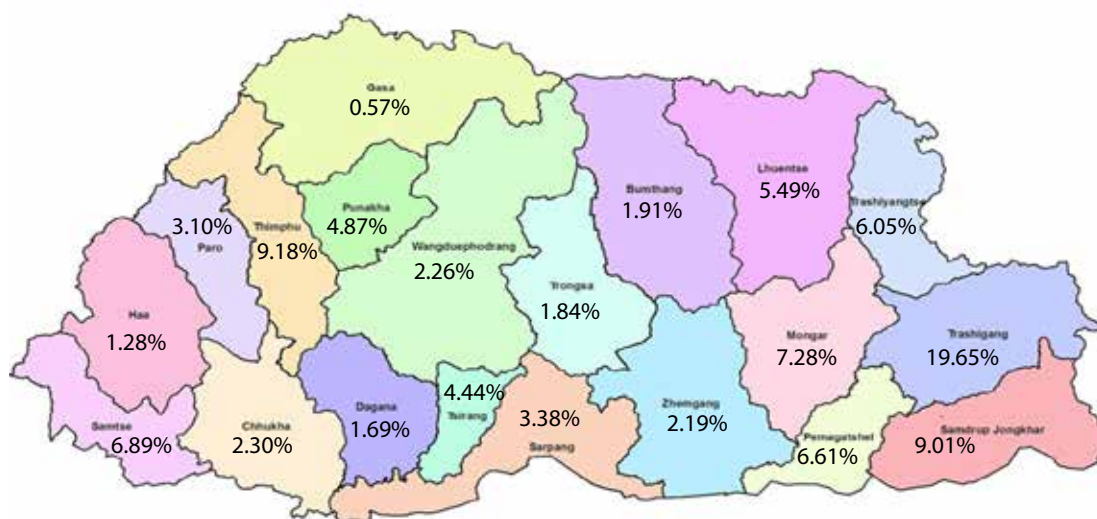 Gasa
0.57%
Lhuentse
5.49%
Bumthang
1.91%
Trashiyangtse
6.05%
Punakha
4.87%
3.10%
Paro
Thimphu
9.18%
Wangduephodrang
2.26%
Trongsa
1.84%
Haa
1.28%
Mongar
7.28%
Trashigang
19.65%
4.44%
Tsirang
Dagana
1.69%
Zhemgang
2.19%
3.38%
Sarpang
Samtse
6.89%
Chhukha
2.30%
Pemagatshel
6.61%
Samdrup Jongkhar
9.01%